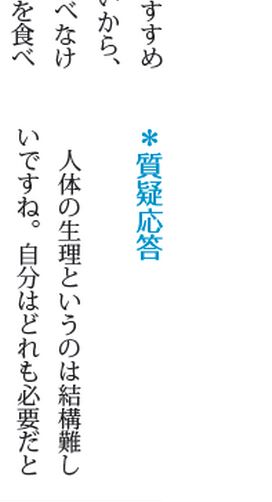 すすめ
いから、
べなけ
を食べ
＊質疑応答
人体の生理というのは結構難し
いですね。自分はどれも必要だと